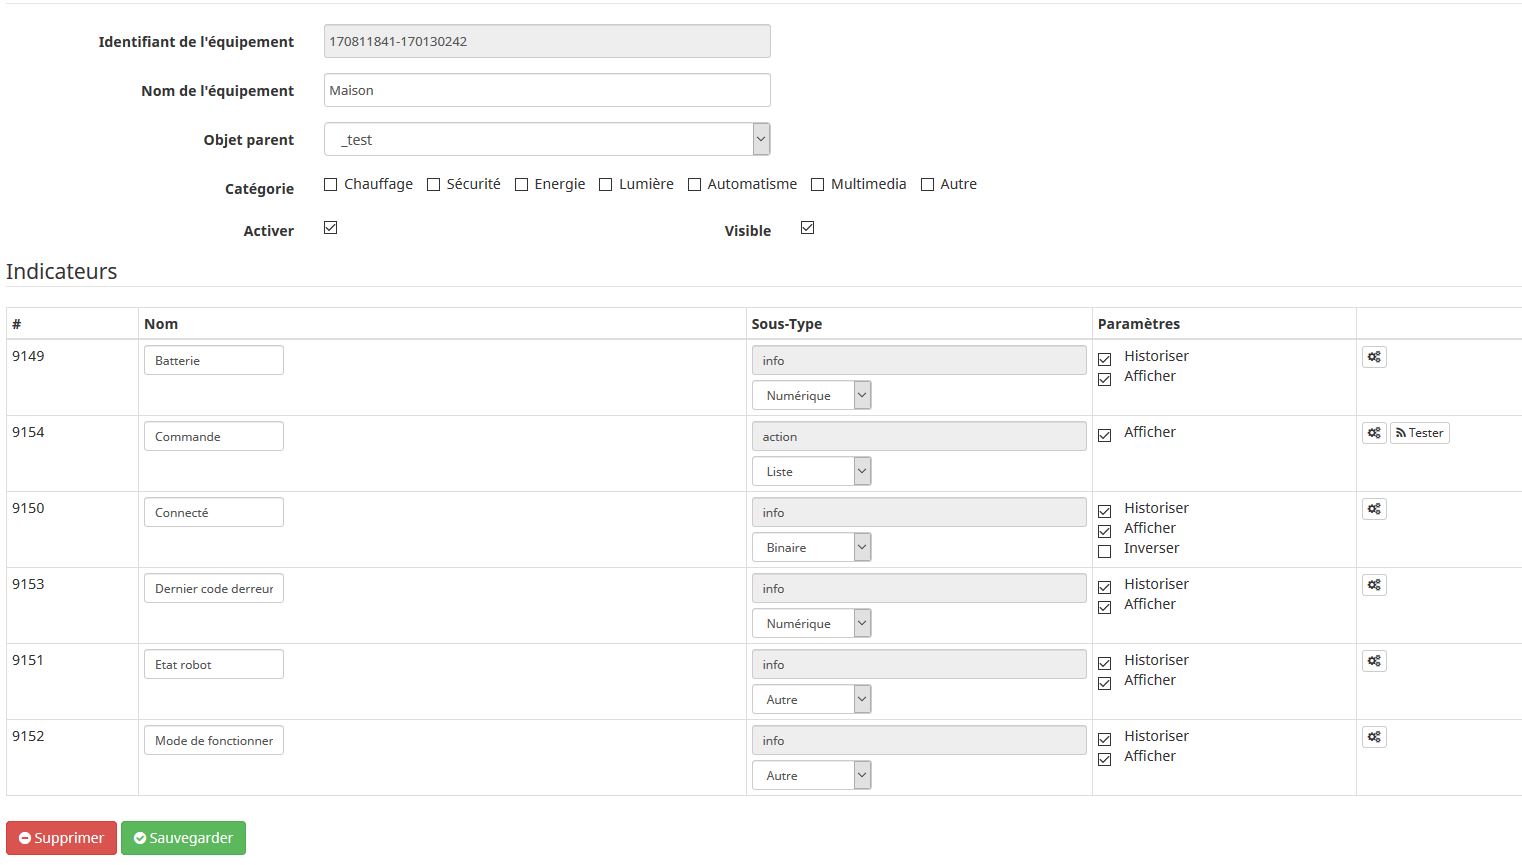 Identifiant de l'équipement 170811841-170130242
Nom de l'équipement Maison
Objet parent _test
Catégorie Chauffage Sécurité Energie Lumière Automatisme Multimedia Autre
Activer Visible
Indicateurs
# Nom Sous-Type Paramètres
9149 Batterie info Historiser
Afficher
Numérique
9154 Commande action Afficher Tester
Liste
9150 Connecté info Historiser
Afficher
Binaire Inverser
9153 Dernier code derreur info Historiser
Afficher
Numérique
9151 Etat robot info Historiser
Afficher
Autre
9152 Mode de fonctionner info Historiser
Afficher
Autre
Supprimer Sauvegarder